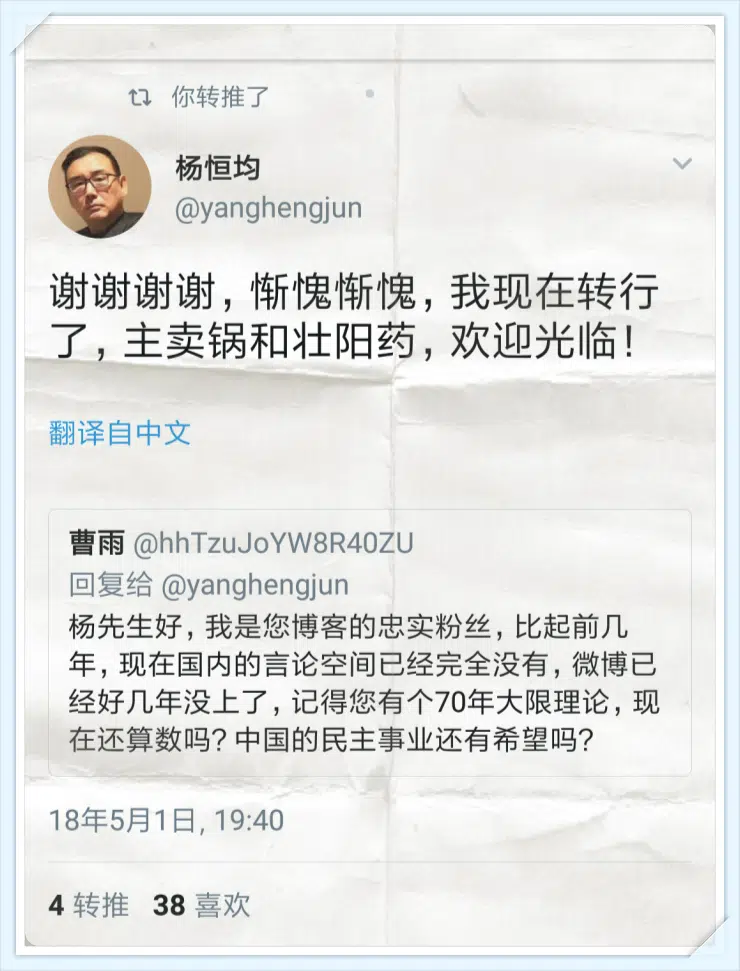 你转推了
杨恒均
@yanghengjun
谢谢谢谢，惭愧惭愧，我现在转行
了，主卖锅和壮阳药，欢迎光临！
翻译自中文
曹雨 @hhTzuJoYW8R40ZU
回复给 @yanghengjun
杨先生好，我是您博客的忠实粉丝，比起前几
年，现在国内的言论空间已经完全没有，微博已
经好几年没上了，记得您有个70年大限理论，现
在还算数吗？中国的民主事业还有希望吗？
18年5月1日, 19:40
4 转推 38 喜欢